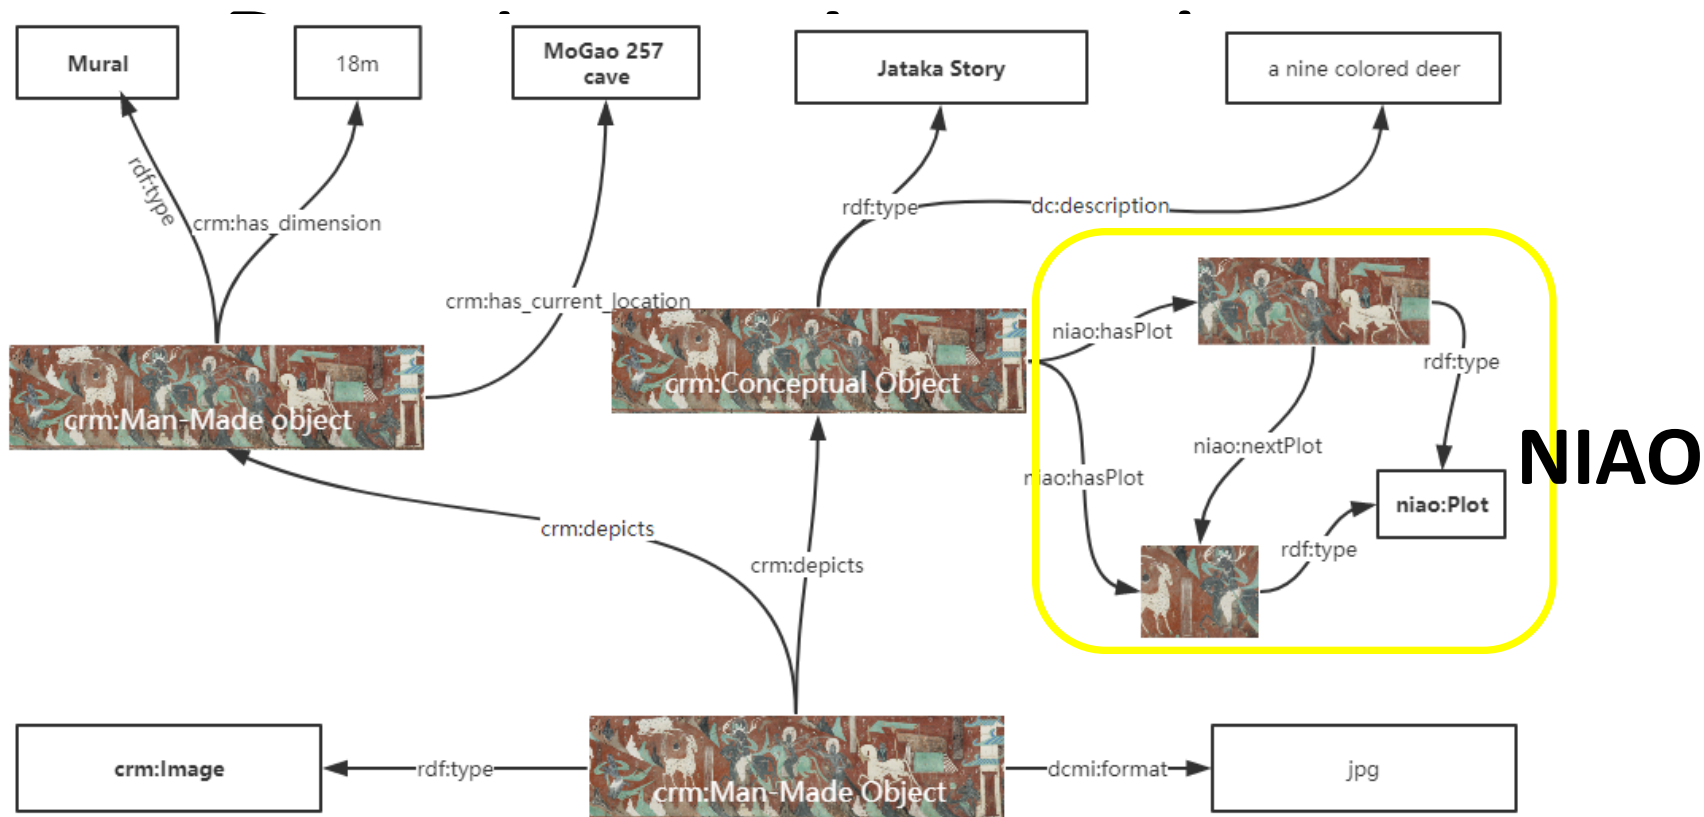 Mural
18m
MoGao 257
cave
Jataka Story
a nine colored deer
rdf:type
crm:has_dimension
rdf:type
dc:description
crm:has_current_location
niao:hasPlot
rdf:type
crm:Conceptual Object
crm:Man-Made object
niao:nextPlot
NIAO
niao:hasPlot
niao:Plot
crm:depicts
rdf:type
crm:depicts
crm:Image
rdf:type
dcmi:format
jpg
crm:Man-Made Object